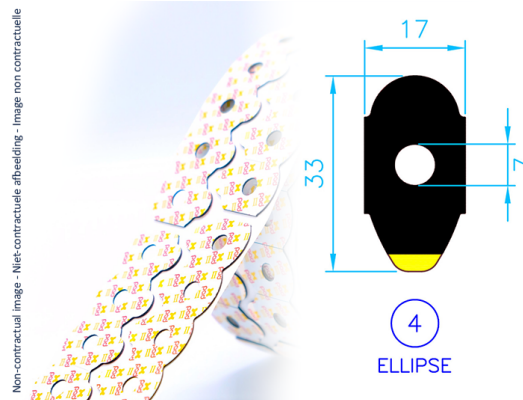 Non-contractual image - Niet-contractuele afbeelding - Image non contractuelle
17
33
7
4
ELLIPSE